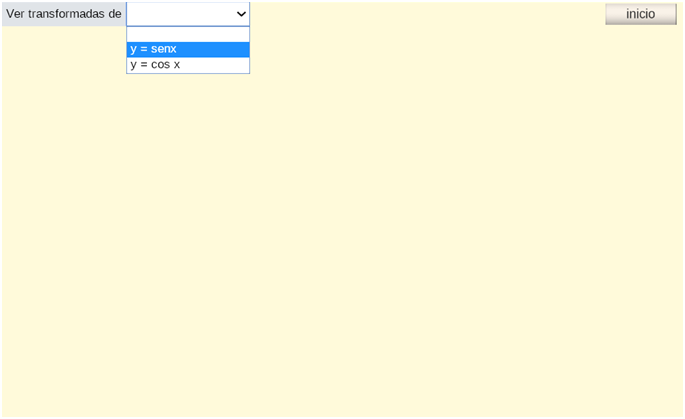 Ver transformadas de
inicio
y = senx
y = cos x